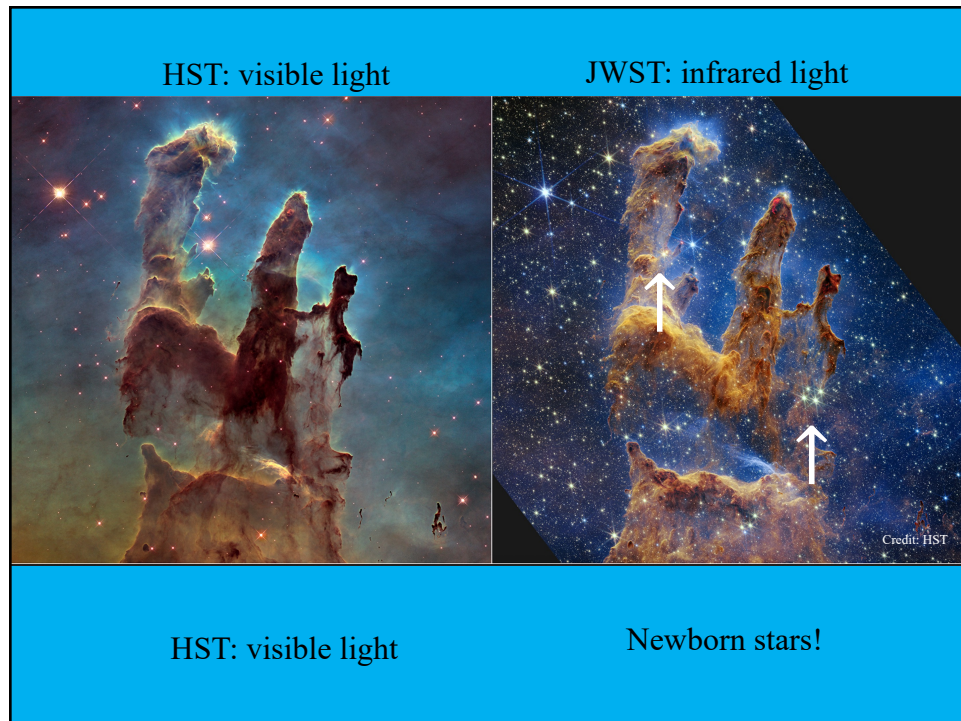 HST: visible light
JWST: infrared light
Credit: HST
HST: visible light
Newborn stars!